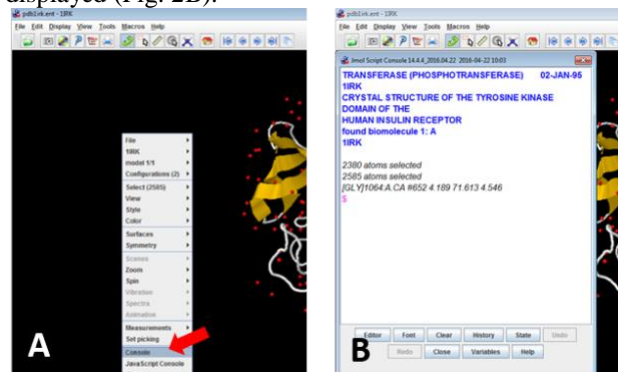 displayed (Fig. 2B).
pdb1irk.ent - 1IRK
File Edit Display View Tools Macros Help
File
1IRK
model 1/1
Configurations (2)
Select (2585)
View
Style
Color
Surfaces
Symmetry
Scenes
Zoom
Spin
Vibration
Spectra
Animation
Measurements
Set picking
Console
JavaScript Console
A
pdb1irk.ent - 1IRK
File Edit Display View Tools Macros Help
Jmol Script Console 14.4.4_2016.04.22 2016-04-22 10:03
TRANSFERASE (PHOSPHOTRANSFERASE) 02-JAN-95
1IRK
CRYSTAL STRUCTURE OF THE TYROSINE KINASE
DOMAIN OF THE
HUMAN INSULIN RECEPTOR
found biomolecule 1: A
1IRK
2380 atoms selected
2585 atoms selected
[GLY]1064:A.CA #652 4.189 71.613 4.546
$
Editor Font Clear History State Undo
Redo Close Variables Help
B